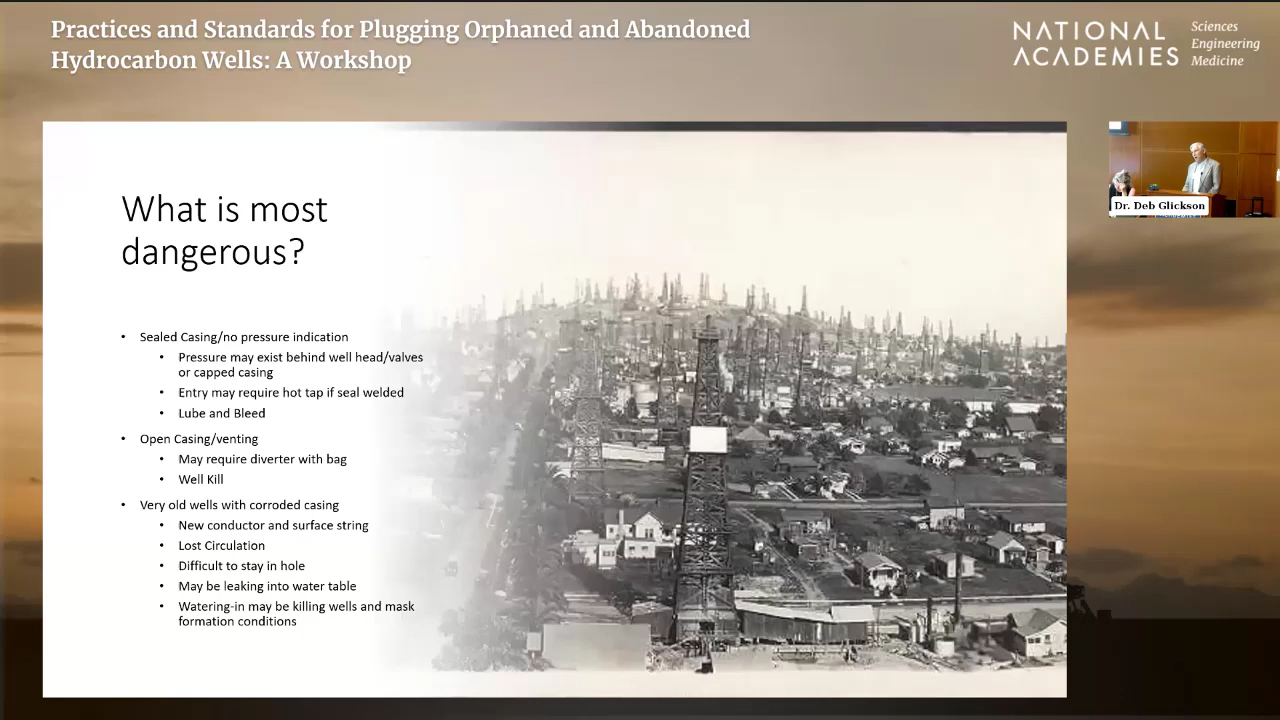 Practices and Standards for Plugging Orphaned and Abandoned
Hydrocarbon Wells: A Workshop
NATIONAL
ACADEMIES
Sciences
Engineering
Medicine
What is most
dangerous?
• Sealed Casing/no pressure indication
• Pressure may exist behind well head/valves
or capped casing
• Entry may require hot tap if seal welded
• Lube and Bleed
• Open Casing/venting
• May require diverter with bag
• Well Kill
• Very old wells with corroded casing
• New conductor and surface string
• Lost Circulation
• Difficult to stay in hole
• May be leaking into water table
• Watering-in may be killing wells and mask
formation conditions
Dr. Deb Glickson